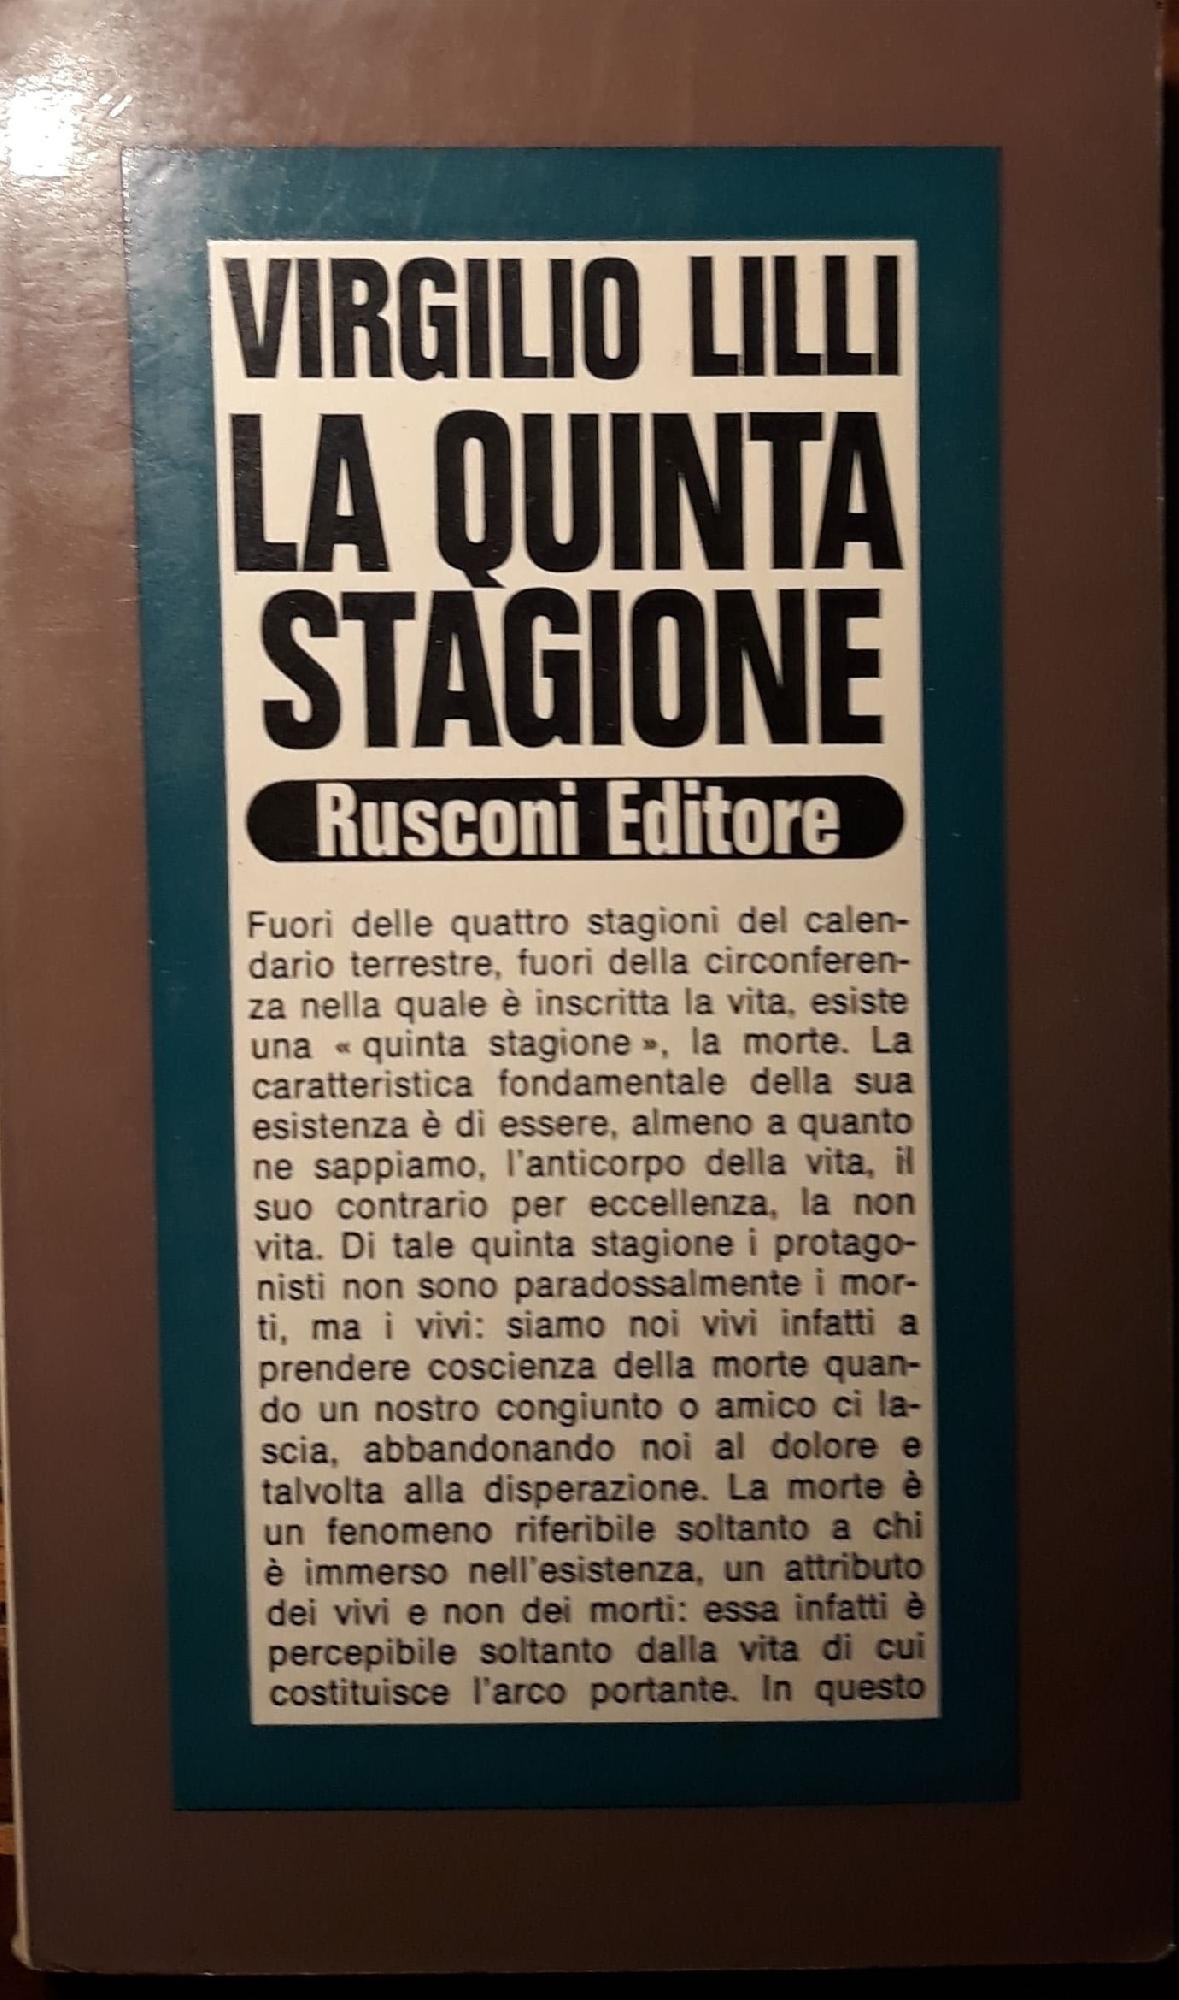 VIRGILIO LILLI
LA QUINTA
STAGIONE
Rusconi Editore
Fuori delle quattro stagioni del calen-
dario terrestre, fuori della circonferen-
za nella quale è inscritta la vita, esiste
una « quinta stagione », la morte. La
caratteristica fondamentale della sua
esistenza è di essere, almeno a quanto
ne sappiamo, l'anticorpo della vita, il
suo contrario per eccellenza, la non
vita. Di tale quinta stagione i protago-
nisti non sono paradossalmente i mor-
ti, ma i vivi: siamo noi vivi infatti a
prendere coscienza della morte quan-
do un nostro congiunto o amico ci la-
scia, abbandonando noi al dolore e
talvolta alla disperazione. La morte è
un fenomeno riferibile soltanto a chi
è immerso nell'esistenza, un attributo
dei vivi e non dei morti: essa infatti è
percepibile soltanto dalla vita di cui
costituisce l'arco portante. In questo